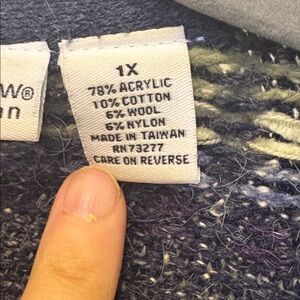 W®
n
1X
78% ACRYLIC
10% COTTON
6% WOOL
6% NYLON
MADE IN TAIWAN
RN73277
CARE ON REVERSE